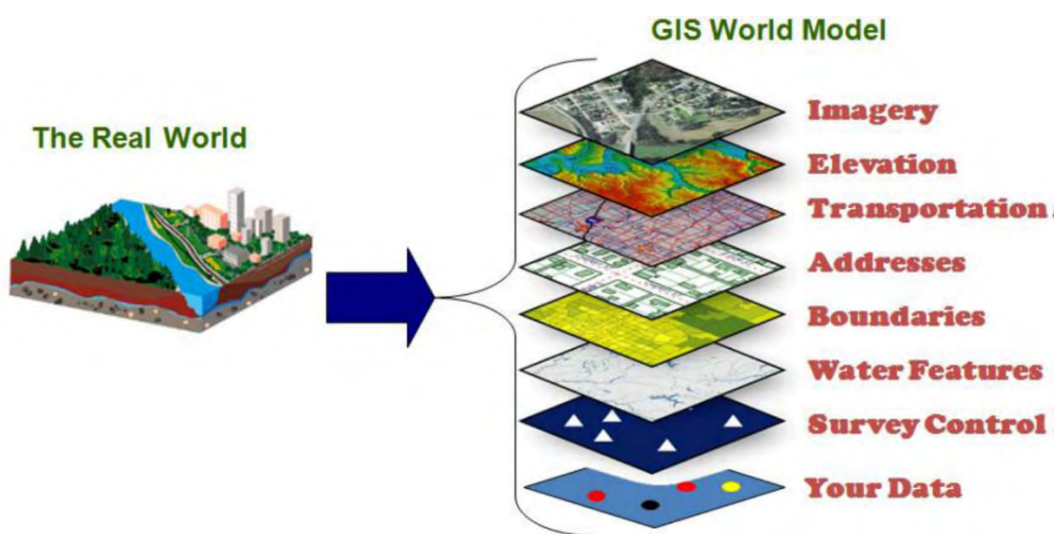 GIS World Model
The Real World
Imagery
Elevation
Transportation
Addresses
Boundaries
Water Features
Survey Control
Your Data